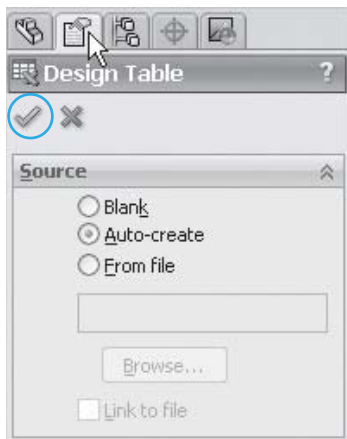 Design Table ?
Source
Blank
Auto-create
From file
Browse...
Link to file